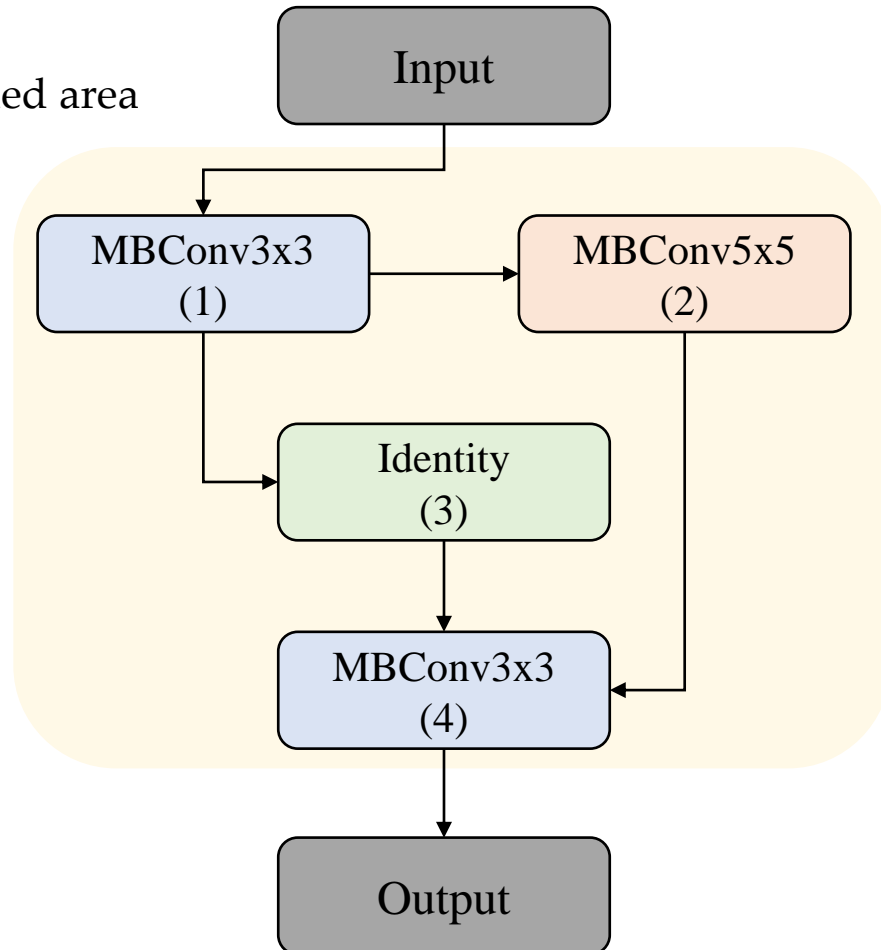 Input
ed area
MBConv3x3
(1)
MBConv5x5
(2)
Identity
(3)
MBConv3x3
(4)
Output